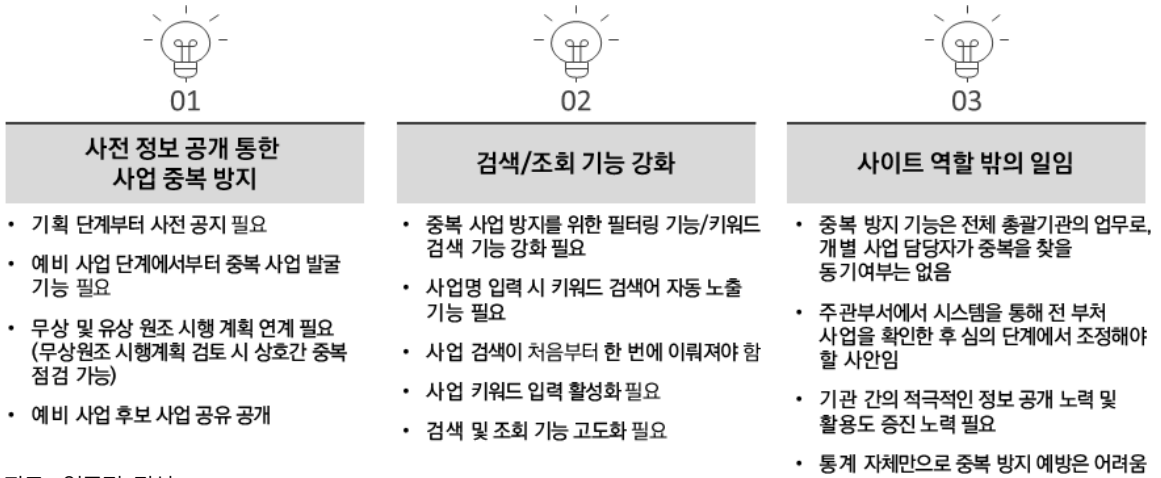 01
사전 정보 공개 통한
사업 중복 방지
• 기획 단계부터 사전 공지 필요
• 예비 사업 단계에서부터 중복 사업 발굴
기능 필요
• 무상 및 유상 원조 시행 계획 연계 필요
(무상원조 시행계획 검토 시 상호간 중복
점검 가능)
• 예비 사업 후보 사업 공유 공개
02
검색/조회 기능 강화
• 중복 사업 방지를 위한 필터링 기능/키워드
검색 기능 강화 필요
• 사업명 입력 시 키워드 검색어 자동 노출
기능 필요
• 사업 검색이 처음부터 한 번에 이뤄져야 함
• 사업 키워드 입력 활성화 필요
• 검색 및 조회 기능 고도화 필요
03
사이트 역할 밖의 일임
• 중복 방지 기능은 전체 총괄기관의 업무로,
개별 사업 담당자가 중복을 찾을
동기여부는 없음
• 주관부서에서 시스템을 통해 전 부처
사업을 확인한 후 심의 단계에서 조정해야
할 사안임
• 기관 간의 적극적인 정보 공개 노력 및
활용도 증진 노력 필요
• 통계 자체만으로 중복 방지 예방은 어려움